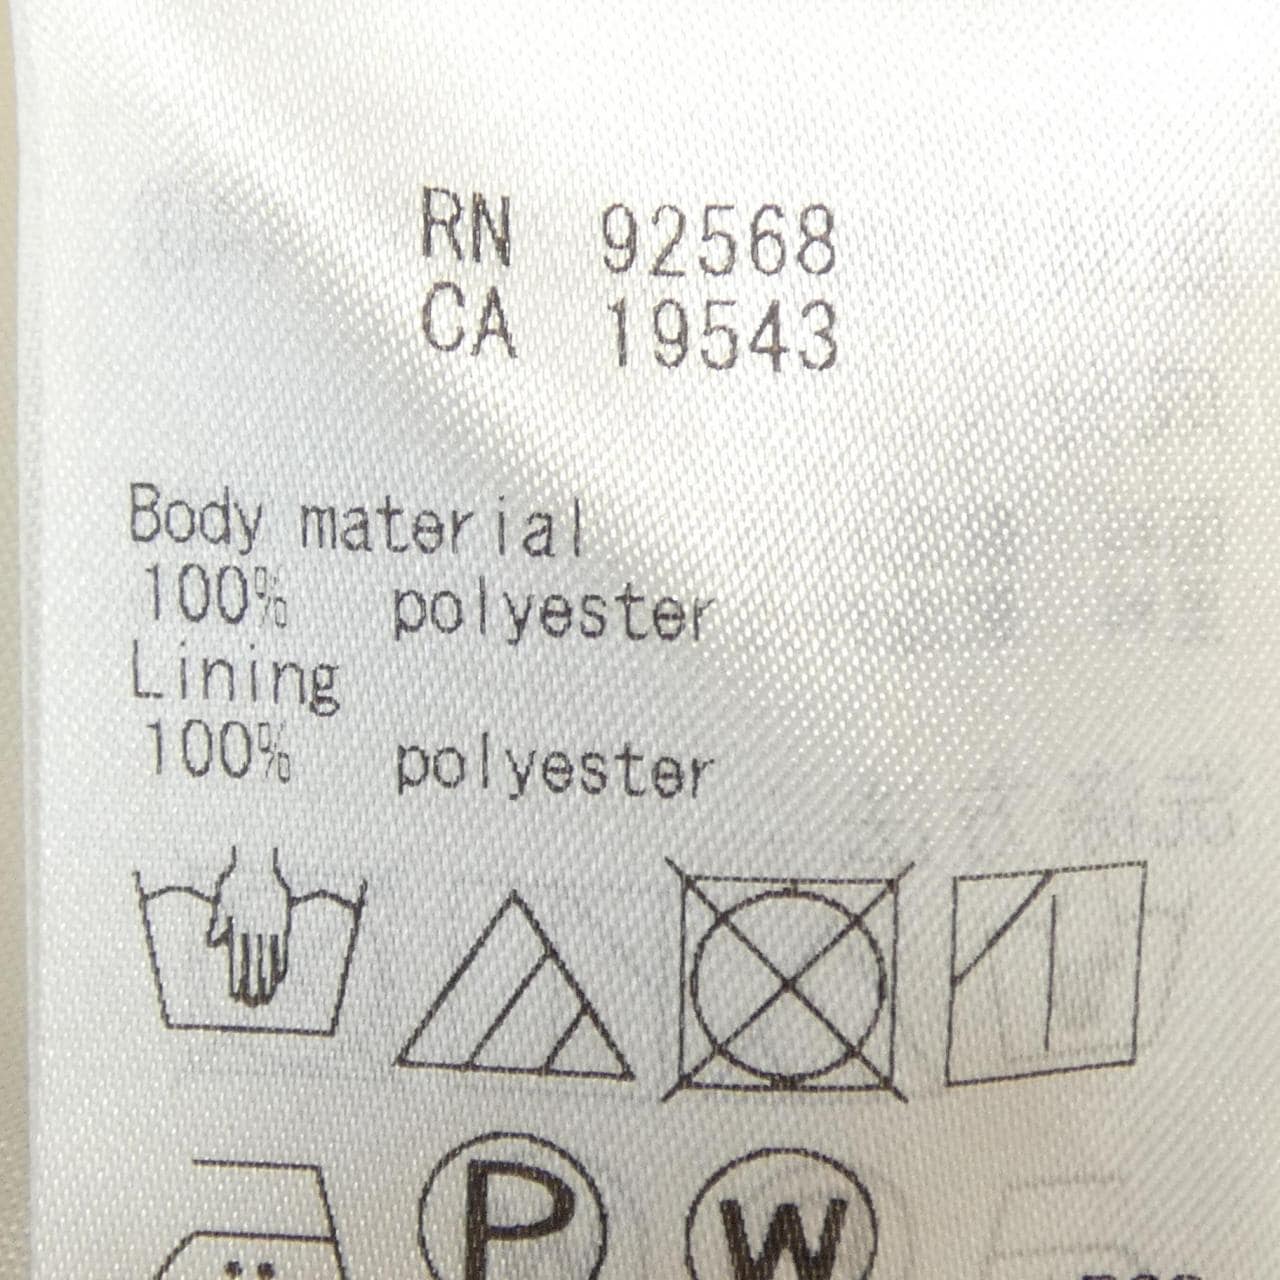 RN 92568
CA 19543
Body material
100% polyester
Lining
100% polyester
P W